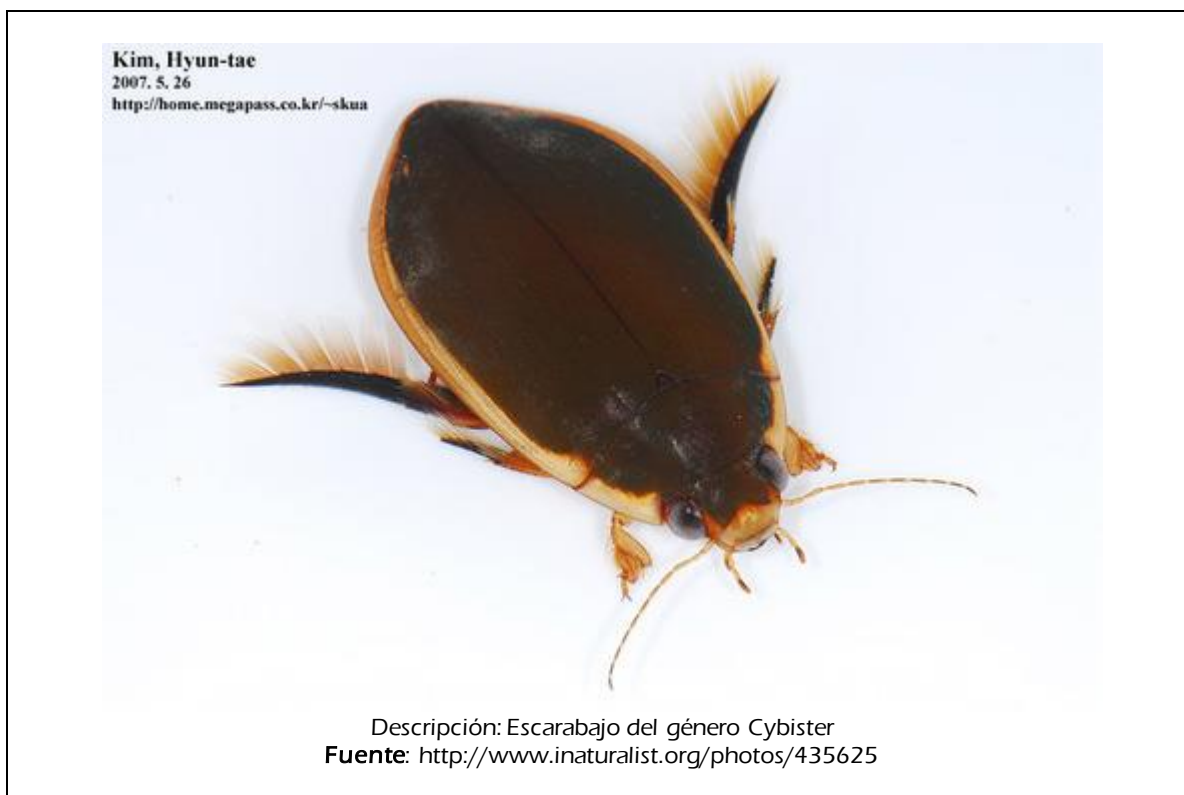 Kim, Hyun-tae
2007. 5. 26
http://home.megapass.co.kr/~skua
Descripción: Escarabajo del género Cybister
Fuente: http://www.inaturalist.org/photos/435625